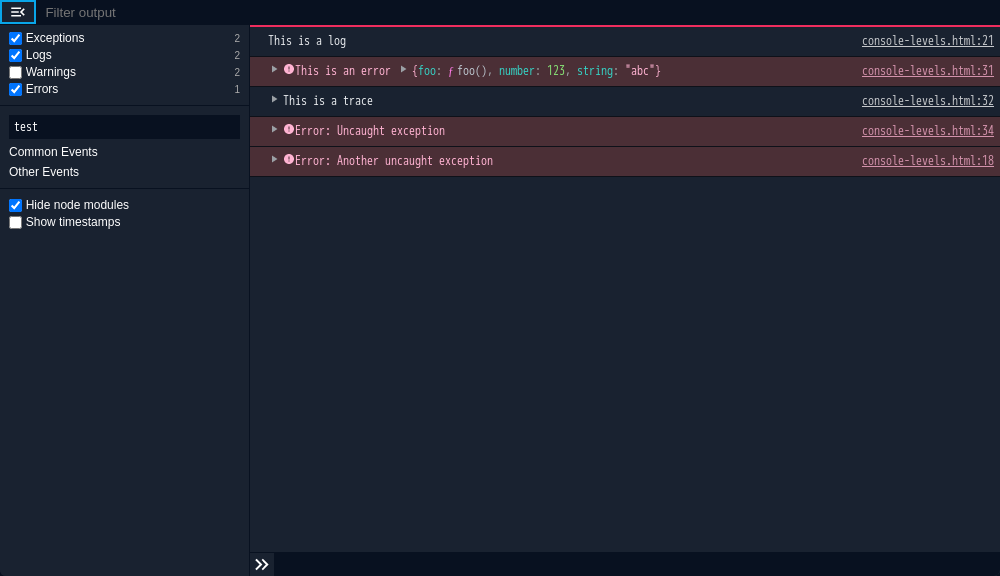 Filter output
Exceptions 2
Logs 2
Warnings 2
Errors 1
test
Common Events
Other Events
Hide node modules
Show timestamps
This is a log console-levels.html:21
This is an error {foo: ƒ foo(), number: 123, string: "abc"} console-levels.html:31
This is a trace console-levels.html:32
Error: Uncaught exception console-levels.html:34
Error: Another uncaught exception console-levels.html:18